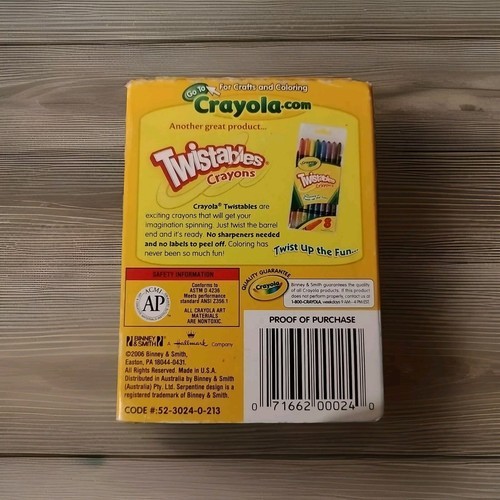 Go To For Crafts and Coloring
Crayola.com
Another great product...
Twistables®
Crayons
Crayola® Twistables are
exciting crayons that will get your
imagination spinning. Just twist the barrel
end and it's ready. No sharpeners needed
and no labels to peel off. Coloring has
never been so much fun!
Crayola
Twistables
8
Twist Up the Fun...
SAFETY INFORMATION
ACMI
AP
Conforms to
ASTM D 4236
Meets performance
standard ANSI Z356.1
ALL CRAYOLA ART
MATERIALS
ARE NONTOXIC
QUALITY GUARANTEE
Crayola
Binney & Smith guarantees the quality
of all Crayola products. If this product
does not perform properly, contact us at
1-800-CRAYOLA, weekdays 9 AM - 4 PM EST.
BINNEY
& SMITH
a Hallmark Company
©2006 Binney & Smith,
Easton, PA 18044-0431.
All Rights Reserved. Made in U.S.A.
Distributed in Australia by Binney & Smith
(Australia) Pty. Ltd. Serpentine design is a
registered trademark of Binney & Smith.
CODE #:52-3024-0-213
PROOF OF PURCHASE
0 71662 00024 0